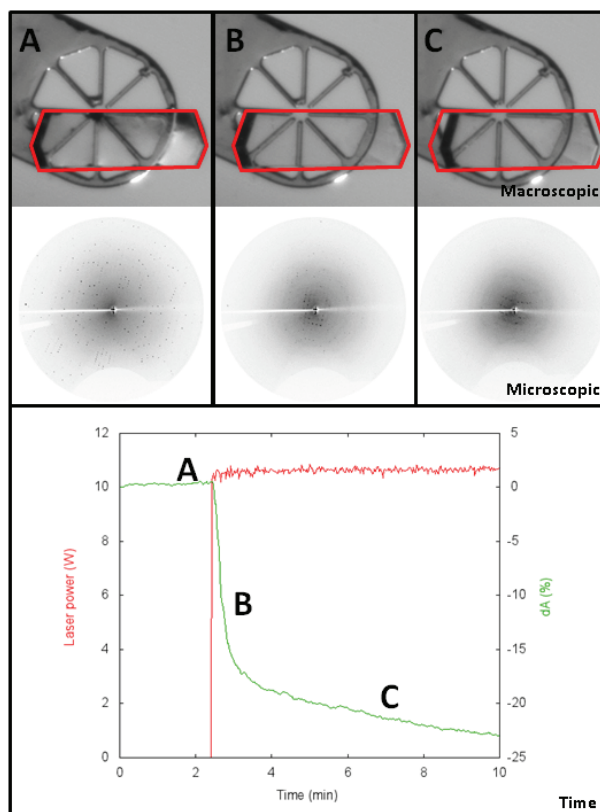 A B C
Macroscopic
Microscopic
12 5
10 0
8 -5
6 -10
4 -15
2 -20
0 -25
Laser power (W)
dA (%)
A
B
C
0 2 4 6 8 10
Time (min)
Time